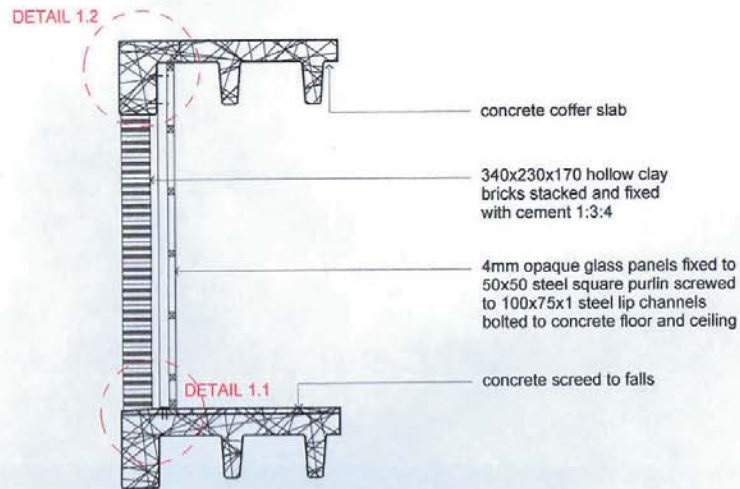 DETAIL 1.2
concrete coffer slab
340x230x170 hollow clay
bricks stacked and fixed
with cement 1:3:4
4mm opaque glass panels fixed to
50x50 steel square purlin screwed
to 100x75x1 steel lip channels
bolted to concrete floor and ceiling
DETAIL 1.1
concrete screed to falls